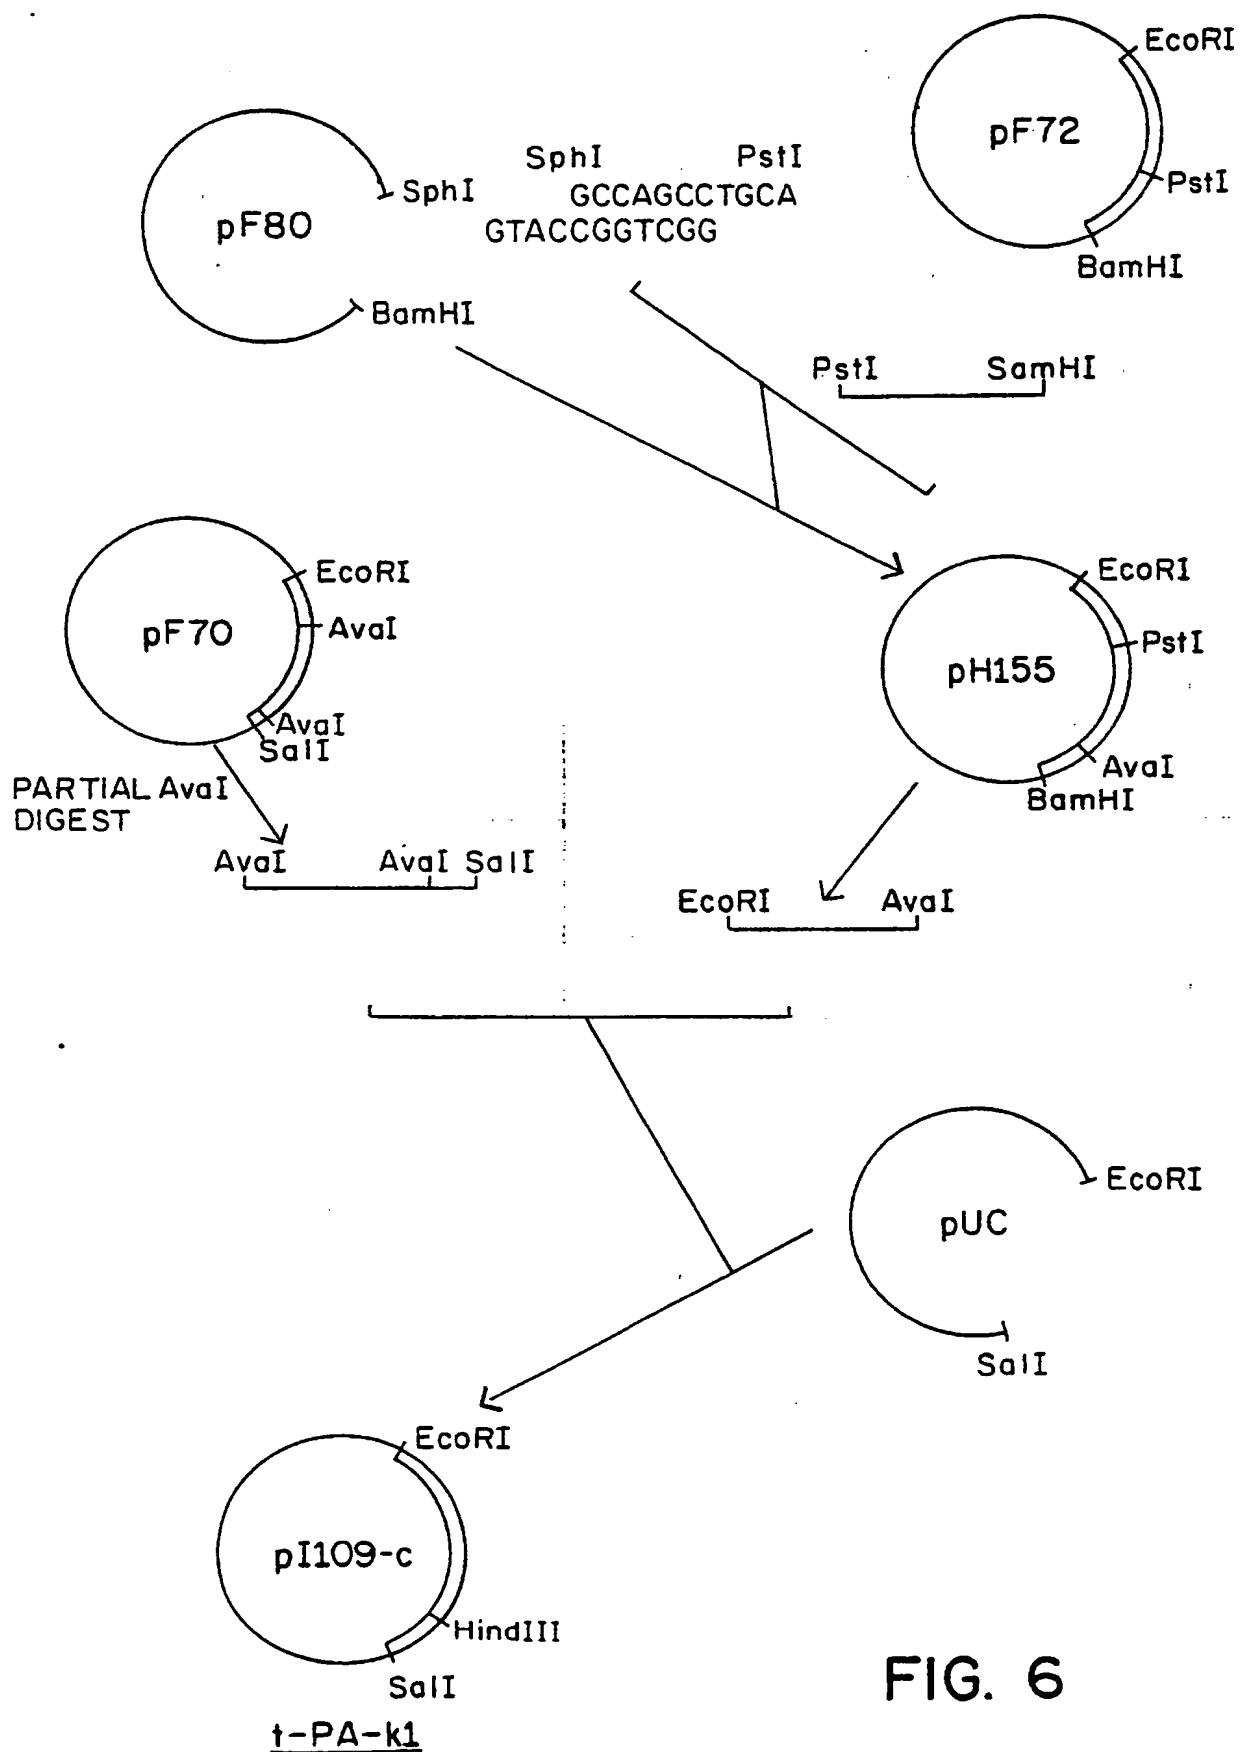 EcoRI
pF72
PstI
BamHI
SphI PstI
GCCAGCCTGCA
GTACCGGTCGG
SphI
pF80
BamHI
PstI SamHI
EcoRI
pF70
AvaI
AvaI
SalI
PARTIAL AvaI
DIGEST
AvaI AvaI SalI
EcoRI
PstI
pH155
AvaI
BamHI
EcoRI AvaI
EcoRI
pUC
SalI
EcoRI
pI109-c
HindIII
SalI
t-PA-k1
FIG. 6